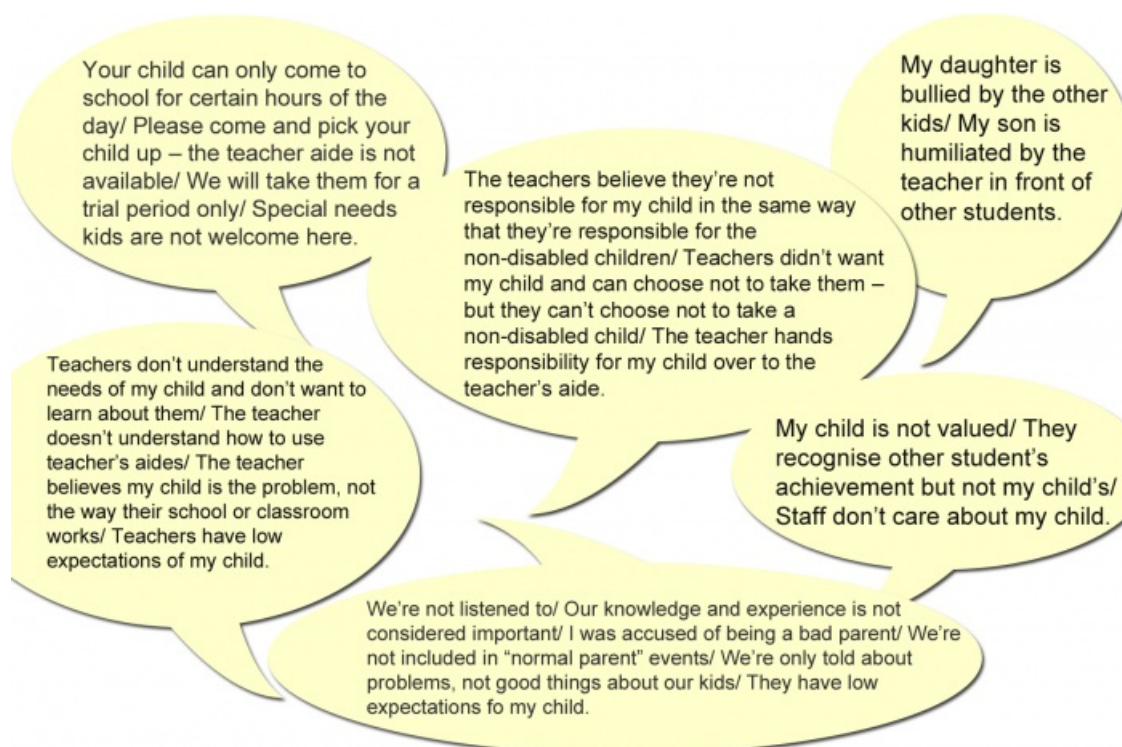 Your child can only come to
school for certain hours of the
day/ Please come and pick your
child up – the teacher aide is not
available/ We will take them for a
trial period only/ Special needs
kids are not welcome here.
My daughter is
bullied by the other
kids/ My son is
humiliated by the
teacher in front of
other students.
The teachers believe they're not
responsible for my child in the same way
that they're responsible for the
non-disabled children/ Teachers didn't want
my child and can choose not to take them –
but they can't choose not to take a
non-disabled child/ The teacher hands
responsibility for my child over to the
teacher's aide.
Teachers don't understand the
needs of my child and don't want to
learn about them/ The teacher
doesn't understand how to use
teacher's aides/ The teacher
believes my child is the problem, not
the way their school or classroom
works/ Teachers have low
expectations of my child.
My child is not valued/ They
recognise other student's
achievement but not my child's/
Staff don't care about my child.
We're not listened to/ Our knowledge and experience is not
considered important/ I was accused of being a bad parent/ We're
not included in “normal parent” events/ We're only told about
problems, not good things about our kids/ They have low
expectations fo my child.